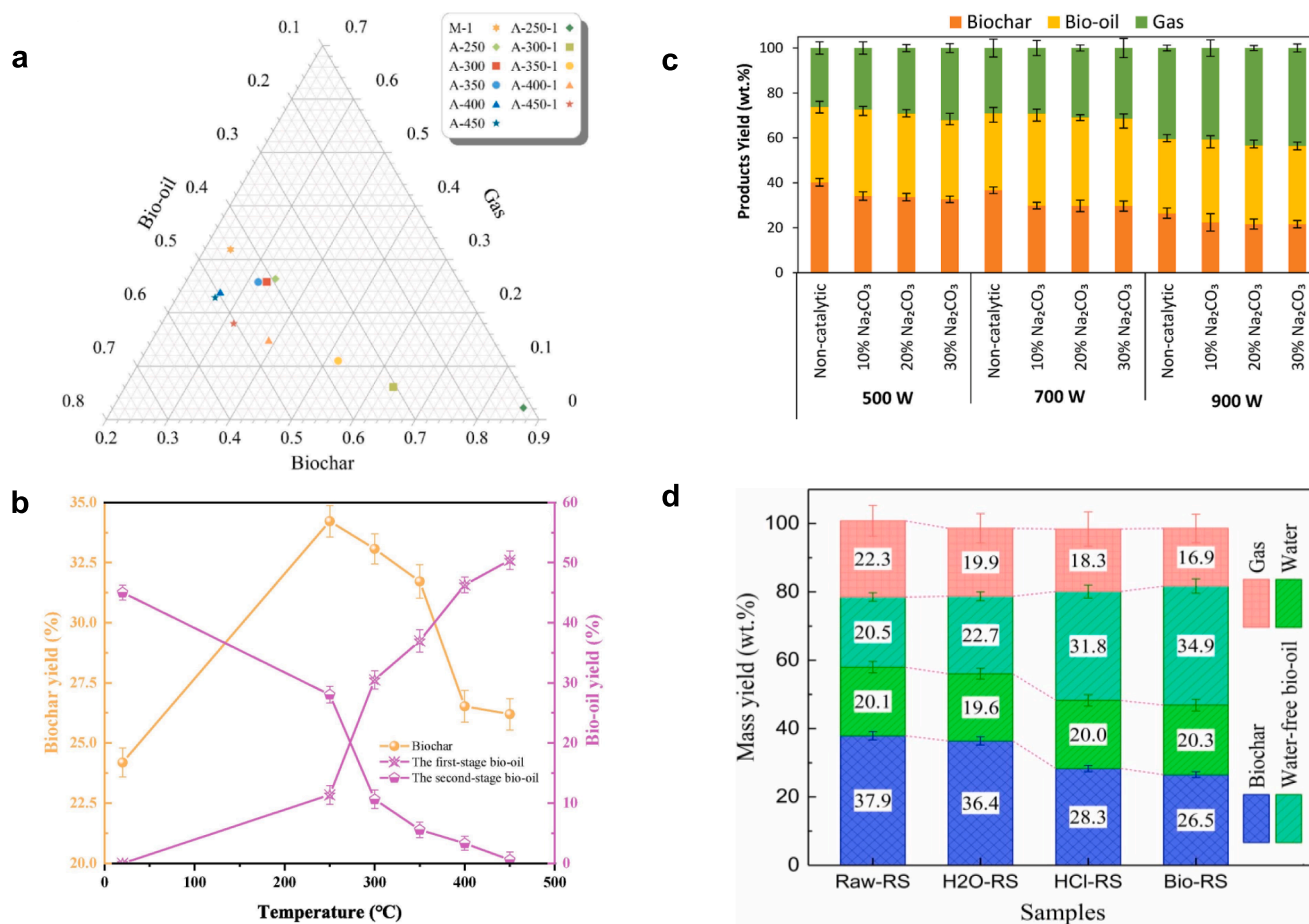 a
0.1 0.7
0.2 0.6
0.3 0.5
0.4 0.4
0.5 0.3
0.6 0.2
0.7 0.1
0.8 0
Bio-oil
Gas
0.2 0.3 0.4 0.5 0.6 0.7 0.8 0.9
Biochar
M-1 A-250-1
A-250 A-300-1
A-300 A-350-1
A-350 A-400-1
A-400 A-450-1
A-450
c
Biochar Bio-oil Gas
Products Yield (wt.%)
100
80
60
40
20
0
Non-catalytic
10% Na₂CO₃
20% Na₂CO₃
30% Na₂CO₃
Non-catalytic
10% Na₂CO₃
20% Na₂CO₃
30% Na₂CO₃
Non-catalytic
10% Na₂CO₃
20% Na₂CO₃
30% Na₂CO₃
500 W 700 W 900 W
b
Biochar yield (%)
35.0
32.5
30.0
27.5
25.0
22.5
20.0
Bio-oil yield (%)
60
50
40
30
20
10
0
Biochar
The first-stage bio-oil
The second-stage bio-oil
0 100 200 300 400 500
Temperature (℃)
d
Mass yield (wt.%)
100
80
60
40
20
0
22.3 19.9 18.3 16.9
20.5 22.7 31.8 34.9
20.1 19.6 20.0 20.3
37.9 36.4 28.3 26.5
Raw-RS H2O-RS HCl-RS Bio-RS
Samples
Gas
Water
Biochar
Water-free bio-oil